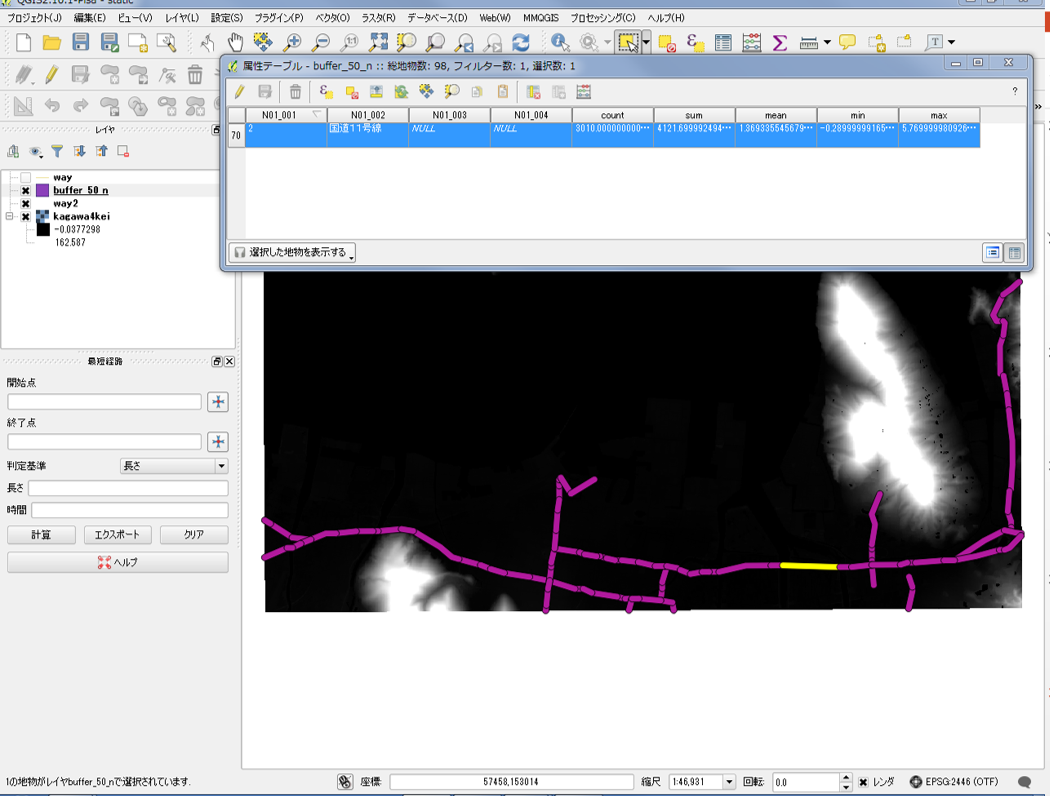 QGIS2.10.1-Pisa - static
プロジェクト(J) 編集(E) ビュー(V) レイヤ(L) 設定(S) プラグイン(P) ベクタ(O) ラスタ(R) データベース(D) Web(W) MMQGIS プロセッシング(C) ヘルプ(H)
属性テーブル - buffer_50_n :: 総地物数: 98, フィルター数: 1, 選択数: 1
?
N01_001 N01_002 N01_003 N01_004 count sum mean min max
70 2 国道11号線 NULL NULL 3010.000000000… 4121.699992494… 1.369335545679… -0.28999999165… 5.769999980926…
選択した地物を表示する
レイヤ
way
buffer_50_n
way2
kagawa4kei
-0.0377298
162.587
最短経路
開始点
終了点
判定基準 長さ
長さ
時間
計算 エクスポート クリア
ヘルプ
1の地物がレイヤbuffer_50_nで選択されています.
座標: 57458,153014 縮尺 1:46,931 回転: 0.0 レンダ EPSG:2446 (OTF)